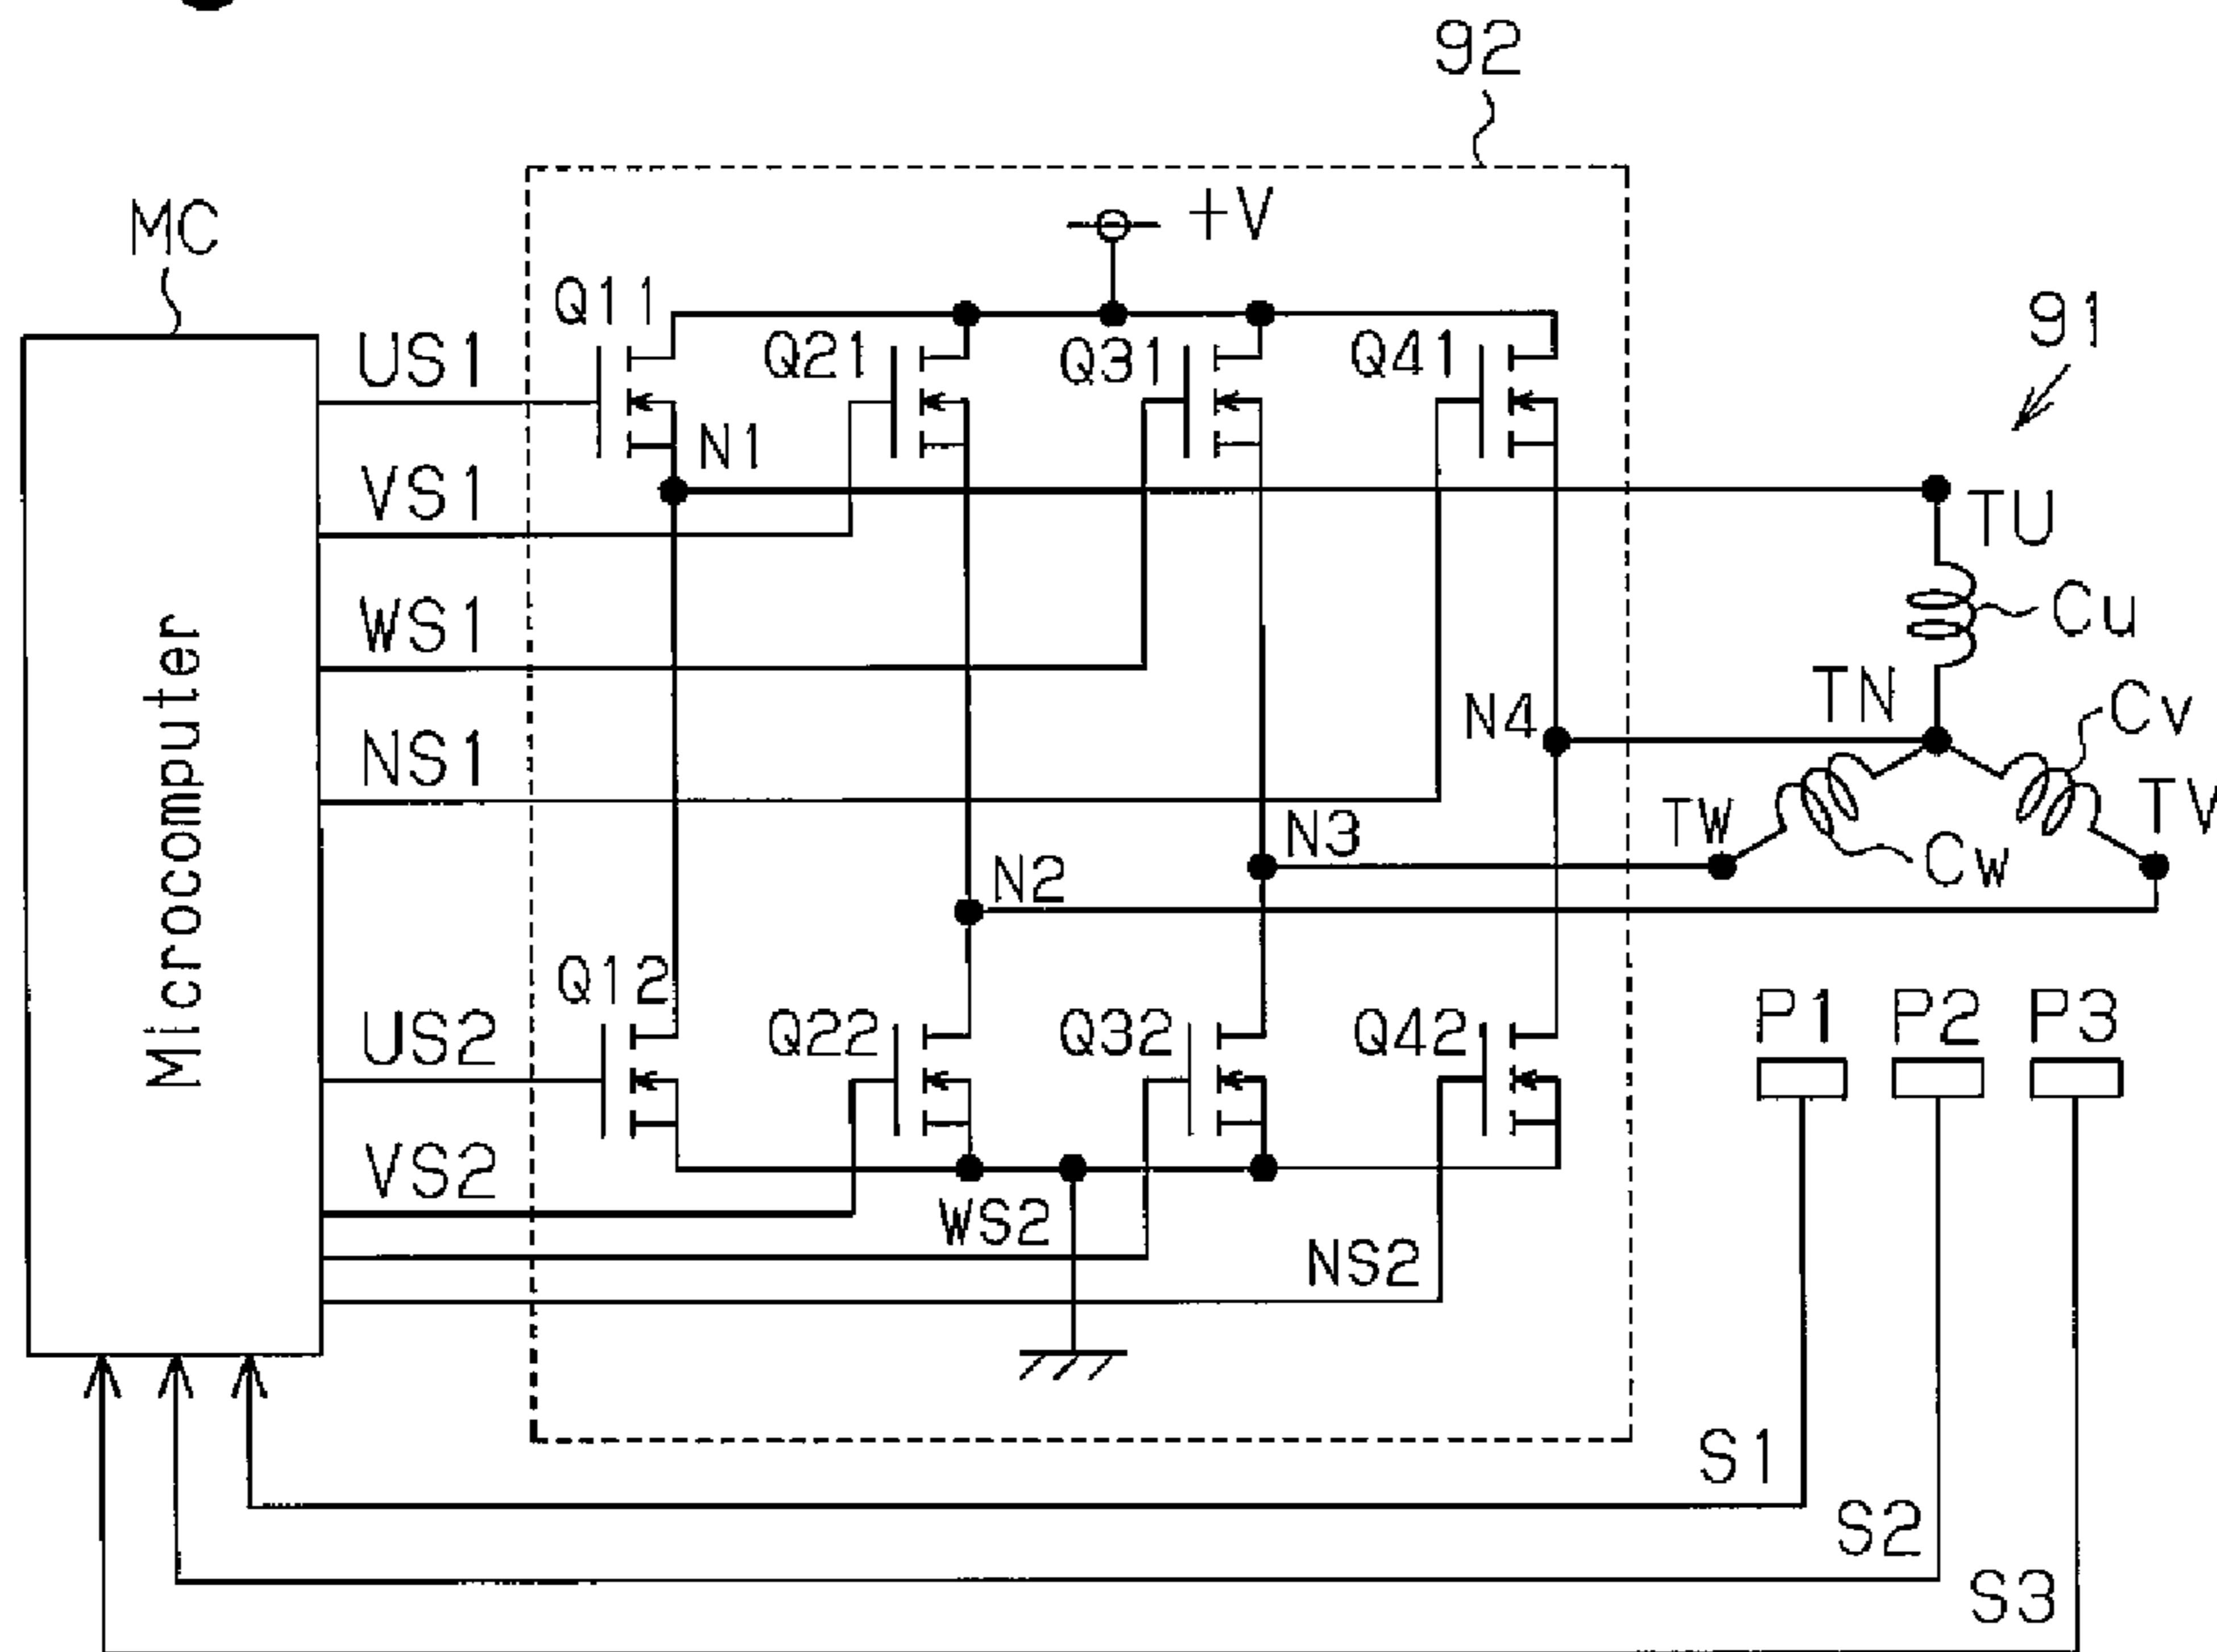 92
MC
+V
Q11
Q21
Q31
Q41
91
US1
N1
VS1
TU
WS1
Cu
TN
N4
Cv
NS1
TW
TV
N3
Cw
N2
Microcomputer
Q12
Q22
Q32
Q42
P1
P2
P3
US2
VS2
WS2
NS2
S1
S2
S3